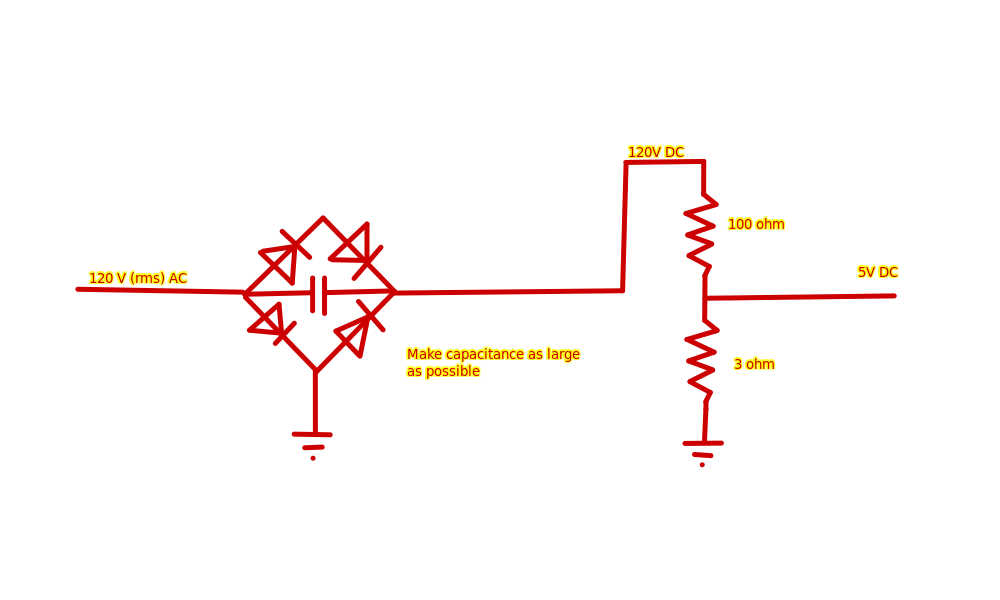 120V DC
100 ohm
5V DC
120 V (rms) AC
Make capacitance as large
as possible
3 ohm